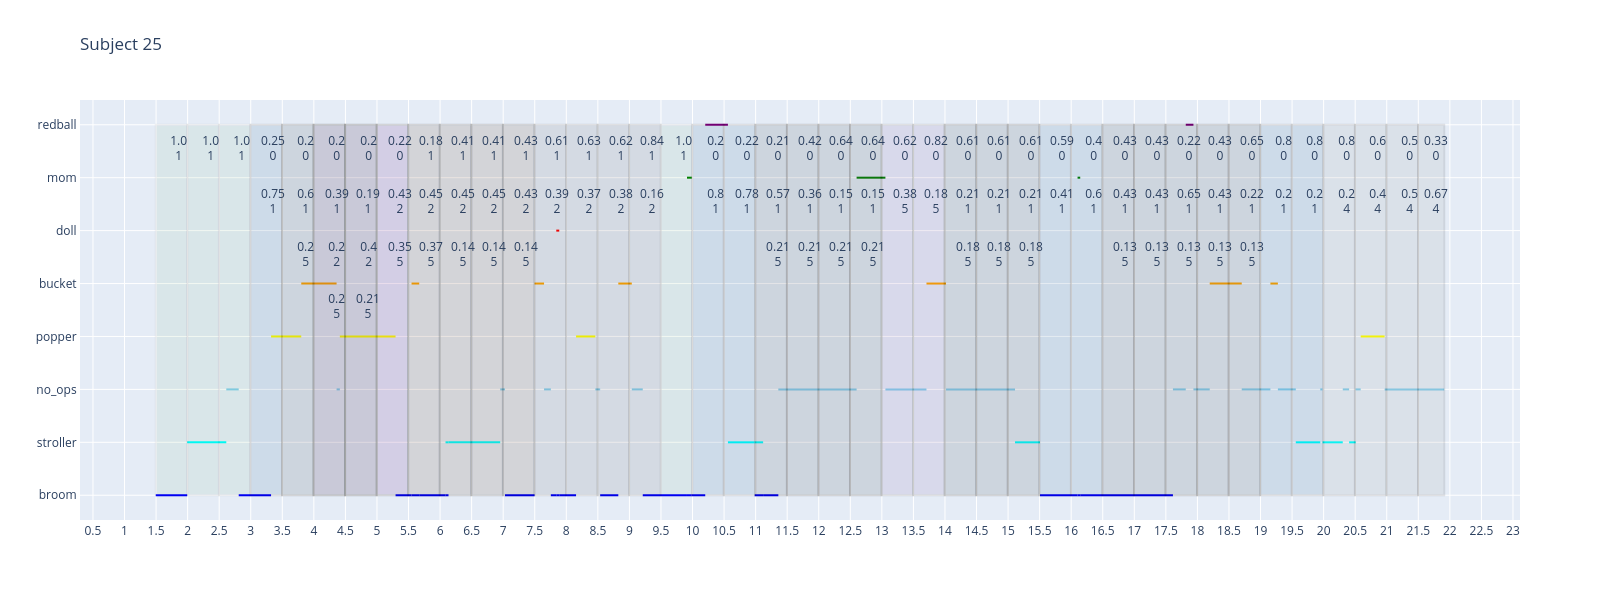 Subject 25
redball
1.0 1.0 1.0 0.25 0.2 0.2 0.2 0.22 0.18 0.41 0.41 0.43 0.61 0.63 0.62 0.84 1.0 0.2 0.22 0.21 0.42 0.64 0.64 0.62 0.82 0.61 0.61 0.61 0.59 0.4 0.43 0.43 0.22 0.43 0.65 0.8 0.8 0.8 0.6 0.5 0.33
1 1 1 0 0 0 0 0 1 1 1 1 1 1 1 1 1 0 0 0 0 0 0 0 0 0 0 0 0 0 0 0 0 0 0 0 0 0 0 0 0
mom
0.75 0.6 0.39 0.19 0.43 0.45 0.45 0.45 0.43 0.39 0.37 0.38 0.16 0.8 0.78 0.57 0.36 0.15 0.15 0.38 0.18 0.21 0.21 0.21 0.41 0.6 0.43 0.43 0.65 0.43 0.22 0.2 0.2 0.2 0.4 0.5 0.67
1 1 1 1 2 2 2 2 2 2 2 2 2 1 1 1 1 1 1 5 5 1 1 1 1 1 1 1 1 1 1 1 1 4 4 4 4
doll
0.2 0.2 0.4 0.35 0.37 0.14 0.14 0.14 0.21 0.21 0.21 0.21 0.18 0.18 0.18 0.13 0.13 0.13 0.13 0.13
5 2 2 5 5 5 5 5 5 5 5 5 5 5 5 5 5 5 5 5
bucket
0.2 0.21
5 5
popper
no_ops
stroller
broom
0.5 1 1.5 2 2.5 3 3.5 4 4.5 5 5.5 6 6.5 7 7.5 8 8.5 9 9.5 10 10.5 11 11.5 12 12.5 13 13.5 14 14.5 15 15.5 16 16.5 17 17.5 18 18.5 19 19.5 20 20.5 21 21.5 22 22.5 23